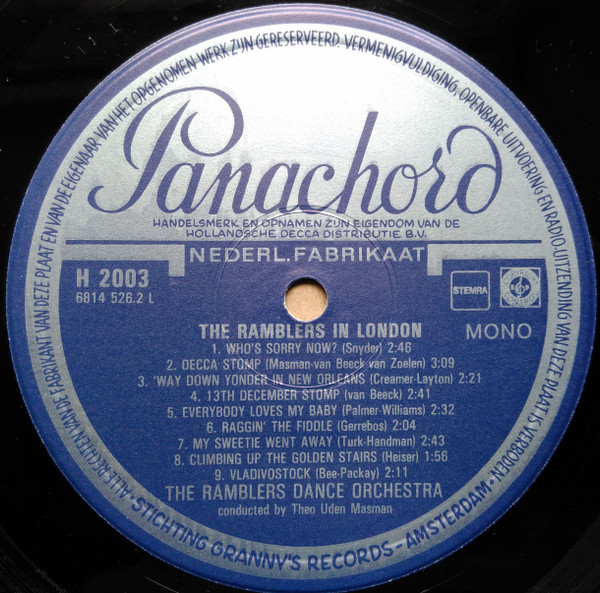 ALLE RECHTEN VAN DE FABRIKANT VAN DEZE PLAAT EN VAN DE EIGENAAR VAN HET OPGENOMEN WERK ZIJN GERESERVEERD. VERMENIGVULDIGING, OPENBARE UITVOERING EN RADIO-UITZENDING VAN DEZE PLAAT IS VERBODEN
Panachord
HANDELSMERK EN OPNAMEN ZIJN EIGENDOM VAN DE
HOLLANDSCHE DECCA DISTRIBUTIE B.V.
NEDERL. FABRIKAAT
H 2003
6814 526.2 L
STEMRA
MONO
THE RAMBLERS IN LONDON
1. WHO'S SORRY NOW? (Snyder) 2:46
2. DECCA STOMP (Masman-van Beeck van Zoelen) 3:09
3. 'WAY DOWN YONDER IN NEW ORLEANS (Creamer-Layton) 2:21
4. 13TH DECEMBER STOMP (van Beeck) 2:41
5. EVERYBODY LOVES MY BABY (Palmer-Williams) 2:32
6. RAGGIN' THE FIDDLE (Gerrebos) 2:04
7. MY SWEETIE WENT AWAY (Turk-Handman) 2:43
8. CLIMBING UP THE GOLDEN STAIRS (Heiser) 1:56
9. VLADIVOSTOCK (Bee-Packay) 2:11
THE RAMBLERS DANCE ORCHESTRA
conducted by Theo Uden Masman
- STICHTING GRANNY'S RECORDS - AMSTERDAM -